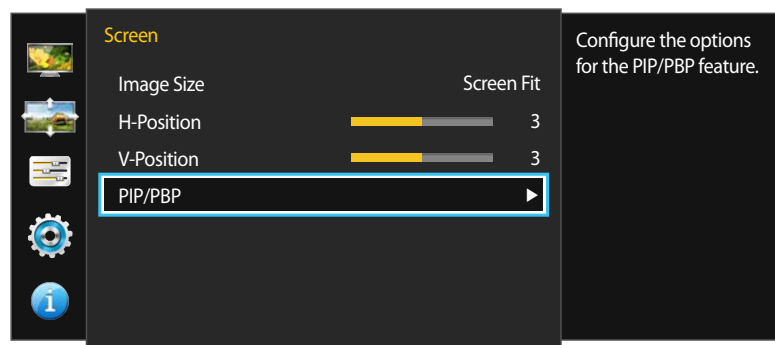 Screen
Image Size Screen Fit
H-Position 3
V-Position 3
PIP/PBP
Configure the options
for the PIP/PBP feature.